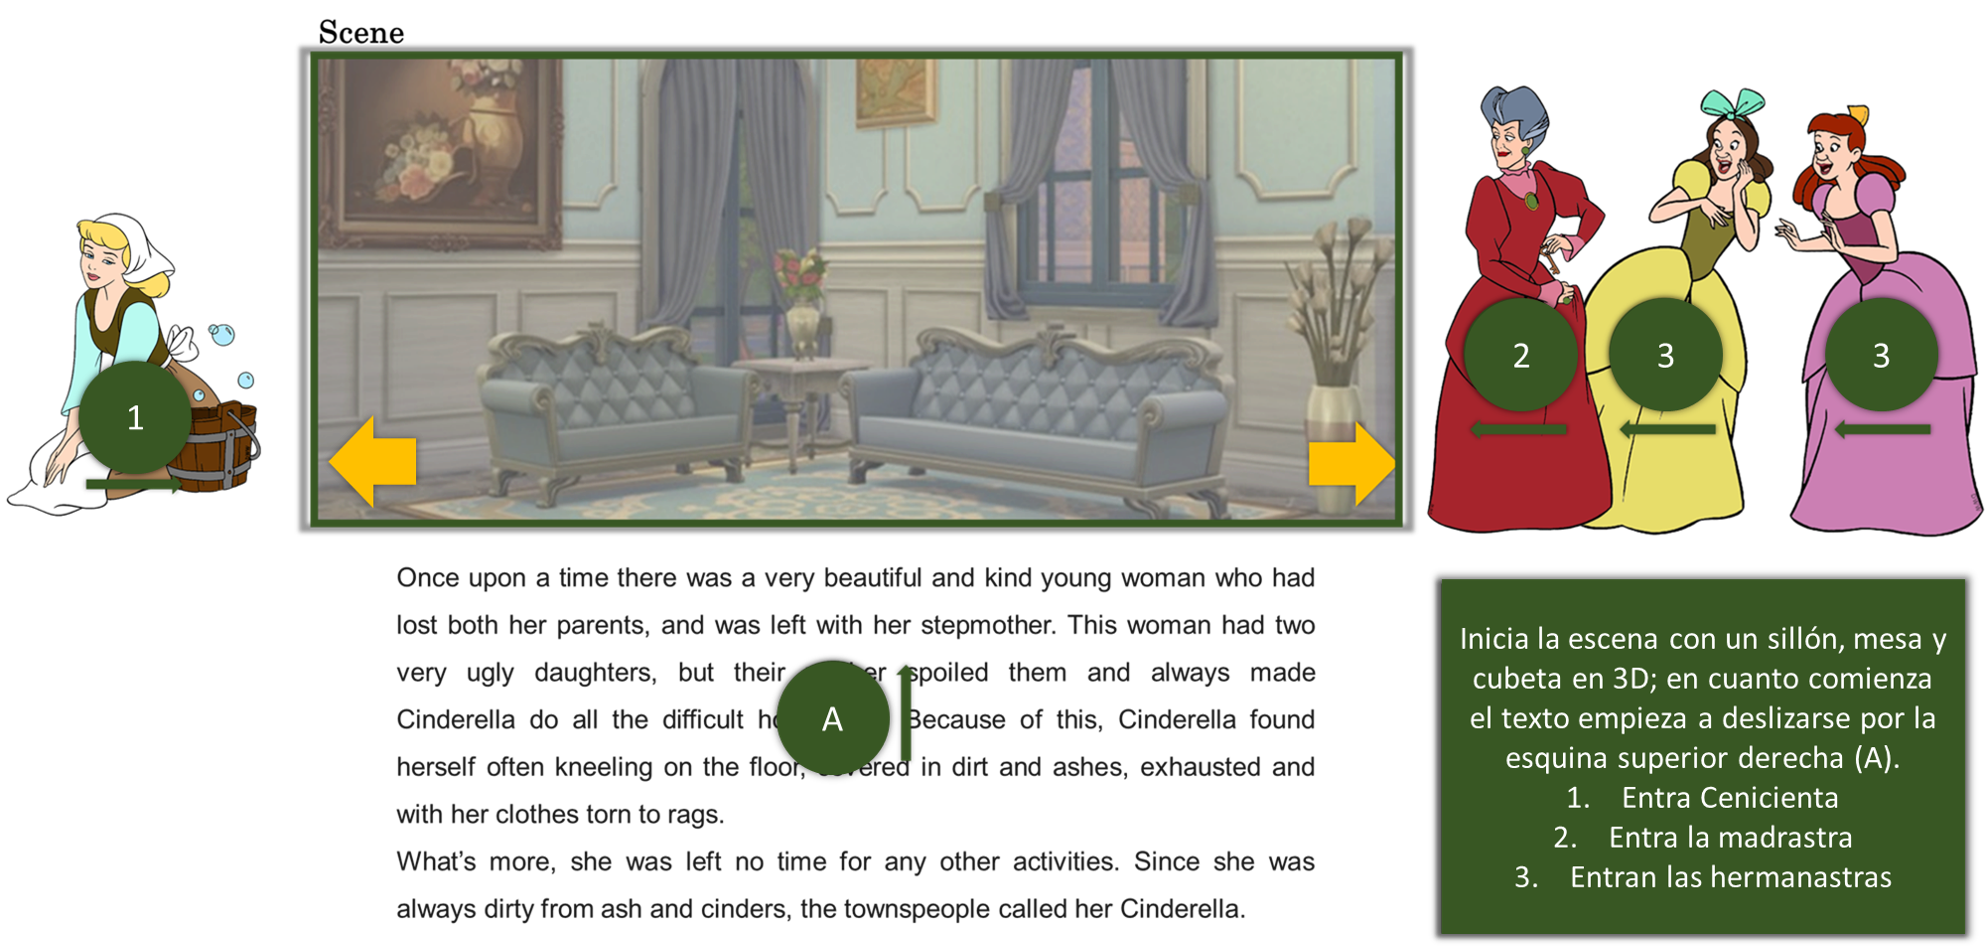 Scene
1
2
3
3
Once upon a time there was a very beautiful and kind young woman who had
lost both her parents, and was left with her stepmother. This woman had two
very ugly daughters, but their spoiled them and always made
Cinderella do all the difficult Because of this, Cinderella found
herself often kneeling on the floor, in dirt and ashes, exhausted and
with her clothes torn to rags.
What's more, she was left no time for any other activities. Since she was
always dirty from ash and cinders, the townspeople called her Cinderella.
A
Inicia la escena con un sillón, mesa y
cubeta en 3D; en cuanto comienza
el texto empieza a deslizarse por la
esquina superior derecha (A).
1. Entra Cenicienta
2. Entra la madrastra
3. Entran las hermanastras